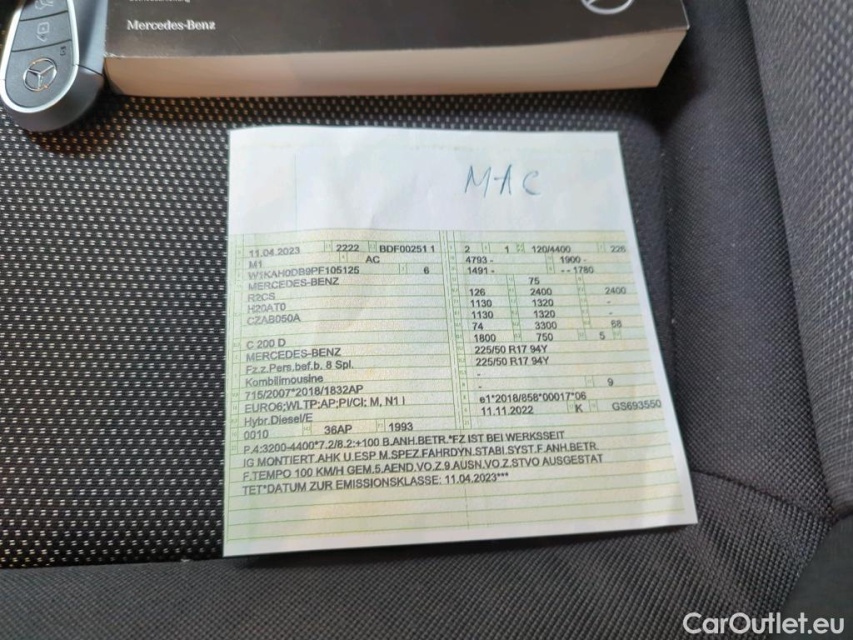 Mercedes-Benz
MAC
11.04.2023 2222 BDF00251 1 2 1 120/4400 226
M1 AC 4793 - 1900 -
W1KAH0DB9PF105125 6 1491 - - - 1780
MERCEDES-BENZ 75
R2CS 126 2400 2400
H20AT0 1130 1320 -
CZAB050A 1130 1320 -
74 3300 68
C 200 D 1800 750 5
MERCEDES-BENZ 225/50 R17 94Y
Fz.z.Pers.bef.b. 8 Spl. 225/50 R17 94Y
Kombilimousine -
715/2007*2018/1832AP - 9
EURO6;WLTP;AP;PI/CI; M, N1 I e1*2018/858*00017*06
Hybr.Diesel/E 11.11.2022 K GS693550
0010 36AP 1993
P.4:3200-4400*7.2/8.2:+100 B.ANH.BETR.*FZ IST BEI WERKSSEIT
IG MONTIERT.AHK U.ESP M.SPEZ.FAHRDYN.STABI.SYST.F.ANH.BETR.
F.TEMPO 100 KM/H GEM.5.AEND.VO.Z.9.AUSN.VO.Z.STVO AUSGESTAT
TET*DATUM ZUR EMISSIONSKLASSE: 11.04.2023***
CarOutlet.eu